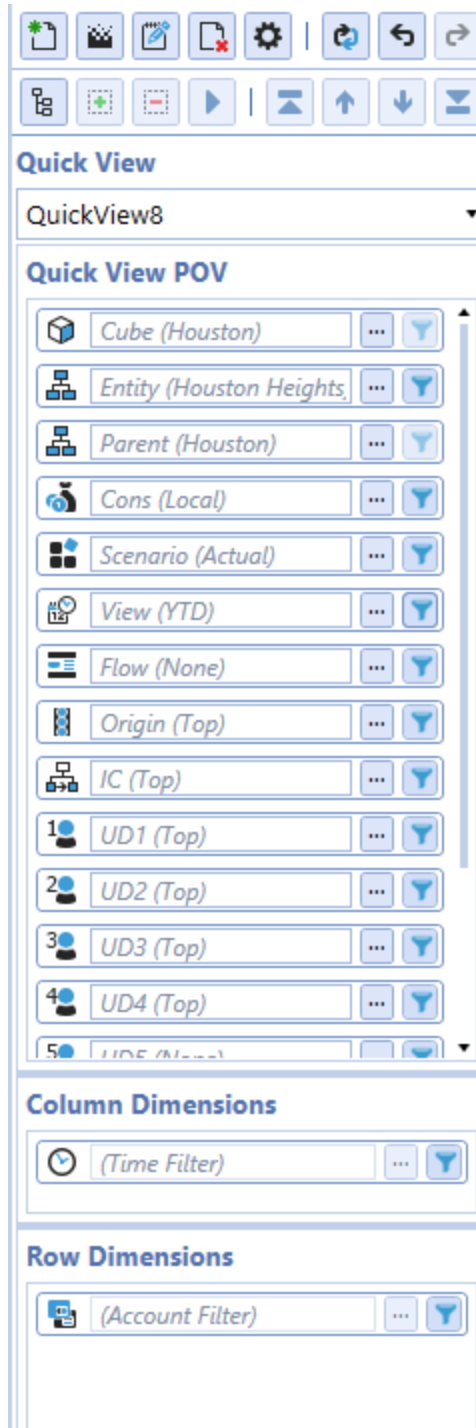 Quick View
QuickView8
Quick View POV
Cube (Houston)
Entity (Houston Heights,
Parent (Houston)
Cons (Local)
Scenario (Actual)
View (YTD)
Flow (None)
Origin (Top)
IC (Top)
1 UD1 (Top)
2 UD2 (Top)
3 UD3 (Top)
4 UD4 (Top)
5 UD5 (None)
Column Dimensions
(Time Filter)
Row Dimensions
(Account Filter)